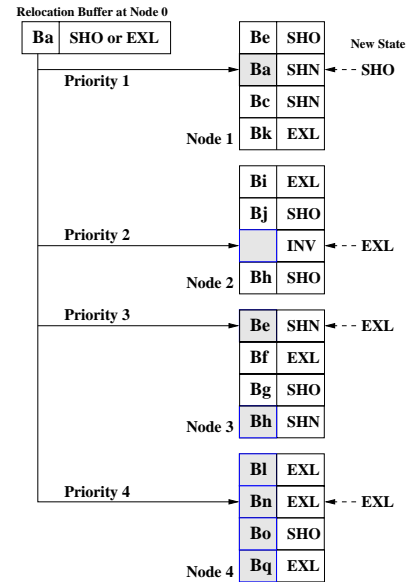 Relocation Buffer at Node 0
Ba SHO or EXL
Be SHO
New State
Priority 1
Ba SHN
SHO
Bc SHN
Node 1
Bk EXL
Bi EXL
Bj SHO
Priority 2
INV
EXL
Node 2
Bh SHO
Priority 3
Be SHN
EXL
Bf EXL
Bg SHO
Node 3
Bh SHN
Bl EXL
Priority 4
Bn EXL
EXL
Bo SHO
Node 4
Bq EXL